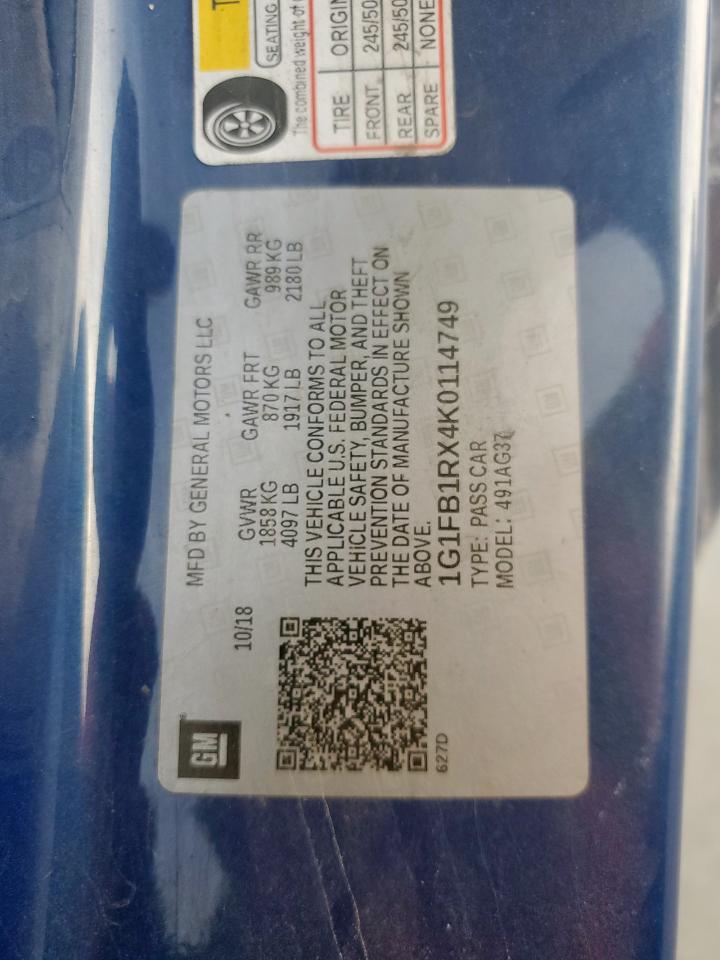 T
SEATING
The combined weight of
TIRE ORIGIN
FRONT 245/50
REAR 245/50
SPARE NONE
GM
MFD BY GENERAL MOTORS LLC
10/18 GVWR GAWR FRT GAWR RR
1858 KG 870 KG 989 KG
4097 LB 1917 LB 2180 LB
THIS VEHICLE CONFORMS TO ALL
APPLICABLE U.S. FEDERAL MOTOR
VEHICLE SAFETY, BUMPER, AND THEFT
PREVENTION STANDARDS IN EFFECT ON
THE DATE OF MANUFACTURE SHOWN
ABOVE.
1G1FB1RX4K0114749
TYPE: PASS CAR
MODEL: 491AG37
627D